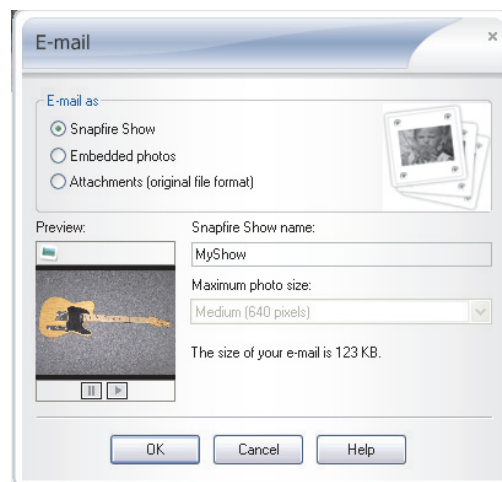 E-mail
E-mail as
Snapfire Show
Embedded photos
Attachments (original file format)
Preview:
Snapfire Show name:
MyShow
Maximum photo size:
Medium (640 pixels)
The size of your e-mail is 123 KB.
OK
Cancel
Help